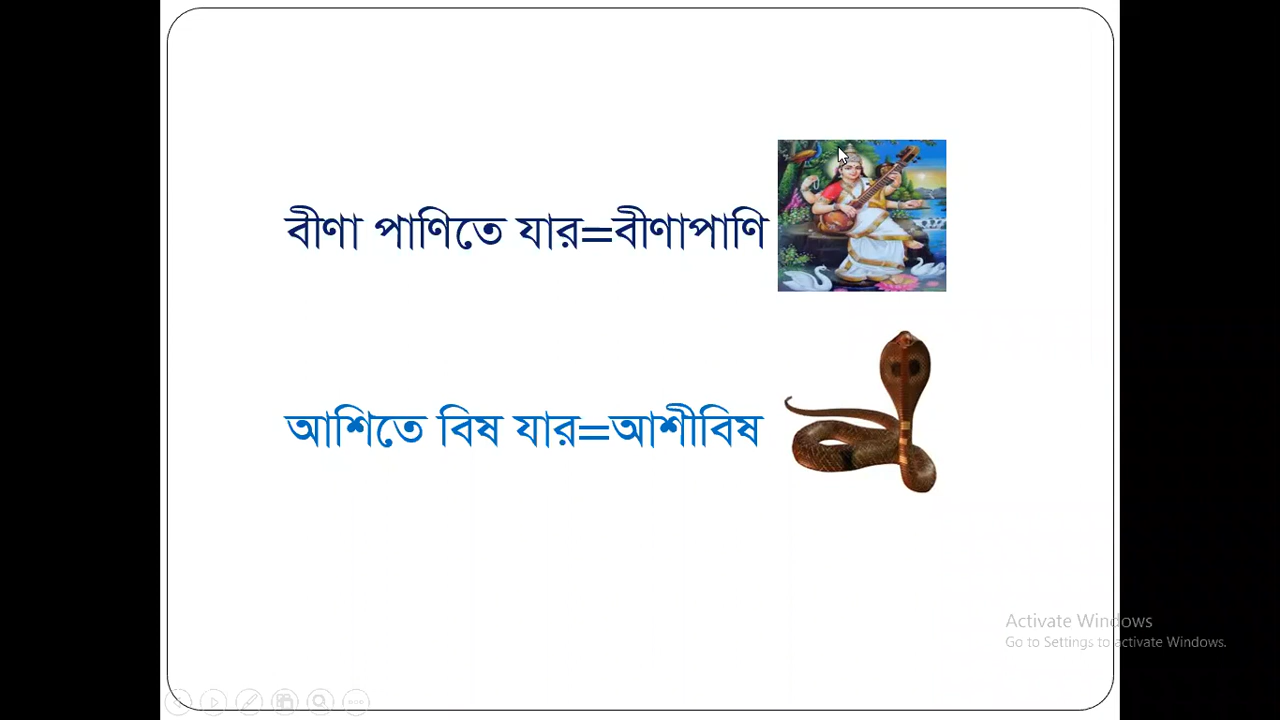 বীণা পাণিতে যার=বীণাপাণি
আশিতে বিষ যার=আশীবিষ
Activate Windows
Go to Settings to activate Windows.